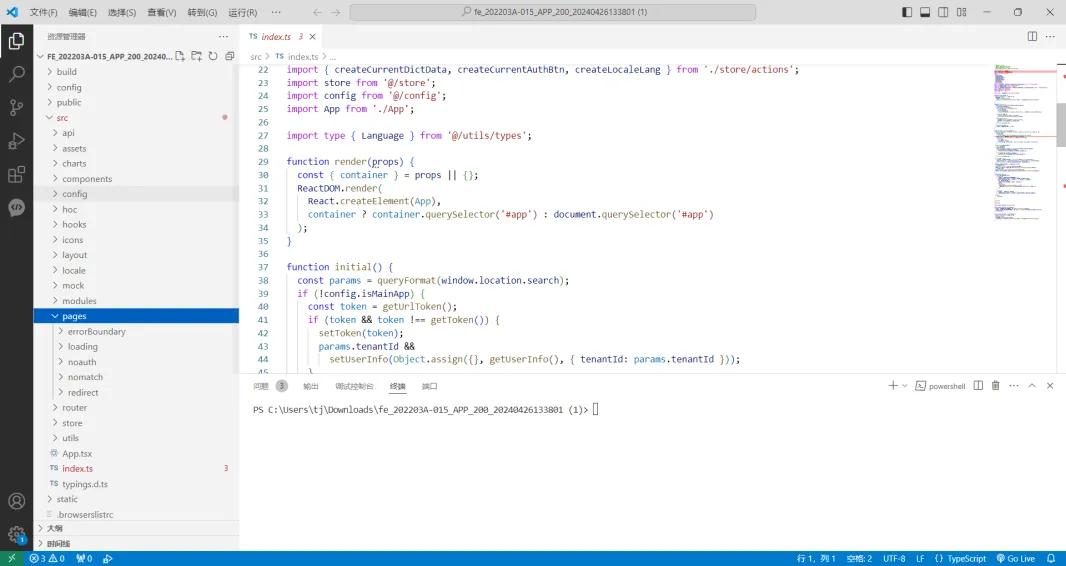 文件(F) 编辑(E) 选择(S) 查看(V) 转到(G) 运行(R) ··· fe_202203A-015_APP_200_20240426133801 (1)
资源管理器 ···
FE_202203A-015_APP_200_20240...
build
config
public
src
api
assets
charts
components
config
hoc
hooks
icons
layout
locale
mock
modules
pages
errorBoundary
loading
noauth
nomatch
redirect
router
store
utils
App.tsx
TS index.ts 3
TS typings.d.ts
static
.browserslistrc
大纲
时间线
1
TS index.ts 3
src > TS index.ts > ...
22 import { createCurrentDictData, createCurrentAuthBtn, createLocaleLang } from './store/actions';
23 import store from '@/store';
24 import config from '@/config';
25 import App from './App';
26
27 import type { Language } from '@/utils/types';
28
29 function render(props) {
30 const { container } = props || {};
31 ReactDOM.render(
32 React.createElement(App),
33 container ? container.querySelector('#app') : document.querySelector('#app')
34 );
35 }
36
37 function initial() {
38 const params = queryFormat(window.location.search);
39 if (!config.isMainApp) {
40 const token = getUrlToken();
41 if (token && token !== getToken()) {
42 setToken(token);
43 params.tenantId &&
44 setUserInfo(Object.assign({}, getUserInfo(), { tenantId: params.tenantId }));
45 }
问题 3 输出 调试控制台 终端 端口 powershell ···
PS C:\Users\tj\Downloads\fe_202203A-015_APP_200_20240426133801 (1)>
3 0 0 行 1，列 1 空格: 2 UTF-8 LF {} TypeScript Go Live